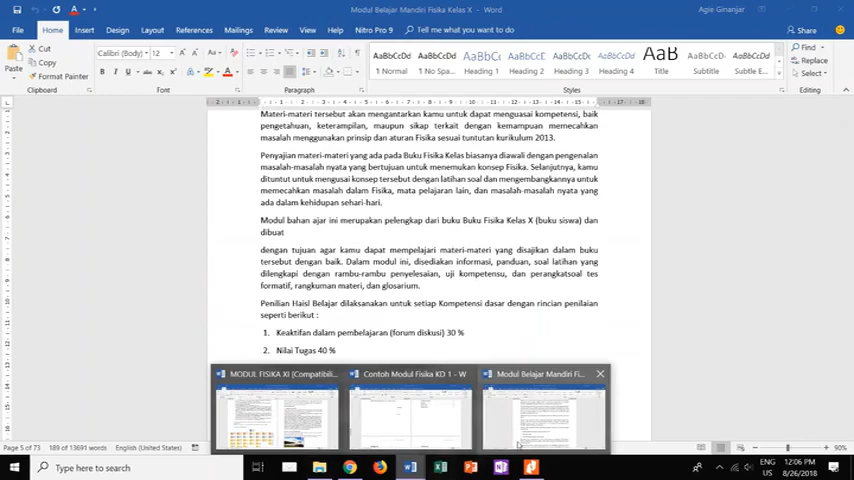 Modul Belajar Mandiri Fisika Kelas X - Word
Agie Ginanjar
File Home Insert Design Layout References Mailings Review View Nitro Pro 9 Tell me what you want to do
Share
Cut
Copy
Paste
Format Painter
Calibri (Body) 12
AaBbCcDd AaBbCcDd AaBbCc AaBbCcE AaBbCcDd AaBbCcDd AaB AaBbCcD AaBbCcDd
1 Normal 1 No Spa... Heading 1 Heading 2 Heading 3 Heading 4 Title Subtitle Subtle Em...
Find
Replace
Select
Clipboard Font Paragraph Styles Editing
Materi-materi tersebut akan mengantarkan kamu untuk dapat menguasai kompetensi, baik
pengetahuan, keterampilan, maupun sikap terkait dengan kemampuan memecahkan
masalah menggunakan prinsip dan aturan Fisika sesuai tuntutan kurikulum 2013.
Penyajian materi-materi yang ada pada Buku Fisika Kelas biasanya diawali dengan pengenalan
masalah-masalah nyata yang bertujuan untuk menemukan konsep Fisika. Selanjutnya, kamu
dituntut untuk mengusai konsep tersebut dengan latihan soal dan mengembangkannya untuk
memecahkan masalah dalam Fisika, mata pelajaran lain, dan masalah-masalah nyata yang
ada dalam kehidupan sehari-hari.
Modul bahan ajar ini merupakan pelengkap dari buku Buku Fisika Kelas X (buku siswa) dan
dibuat
dengan tujuan agar kamu dapat mempelajari materi-materi yang disajikan dalam buku
tersebut dengan baik. Dalam modul ini, disediakan informasi, panduan, soal latihan yang
dilengkapi dengan rambu-rambu penyelesaian, uji kompetensu, dan perangkatsoal tes
formatif, rangkuman materi, dan glosarium.
Penilian Haisl Belajar dilaksanakan untuk setiap Kompetensi dasar dengan rincian penilaian
seperti berikut :
1. Keaktifan dalam pembelajaran (forum diskusi) 30 %
2. Nilai Tugas 40 %
MODUL FISIKA XI [Compatibili...
Contoh Modul Fisika KD 1 - W
Modul Belajar Mandiri Fi...
Page 5 of 73 189 of 13691 words English (United States)
90%
Type here to search
ENG
US
12:06 PM
8/26/2018